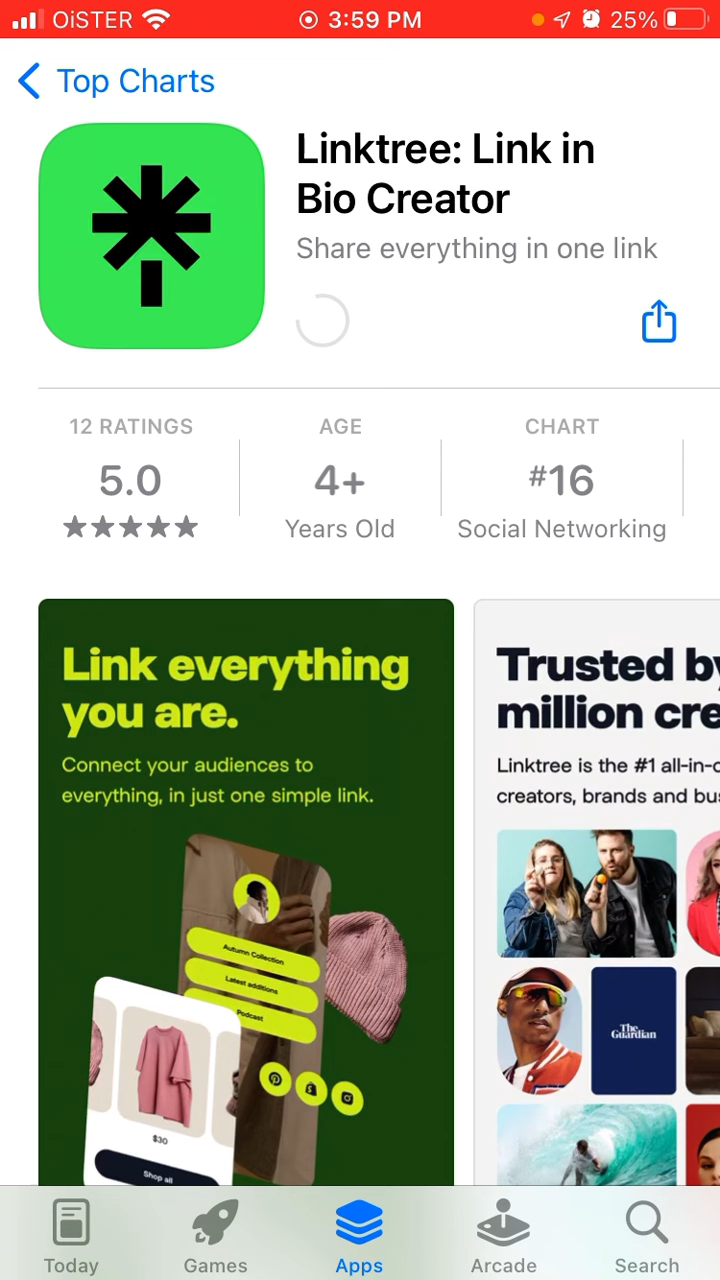 OiSTER 3:59 PM 25%
Top Charts
Linktree: Link in
Bio Creator
Share everything in one link
12 RATINGS
5.0
AGE
4+
Years Old
CHART
#16
Social Networking
Link everything
you are.
Connect your audiences to
everything, in just one simple link.
Autumn Collection
Latest additions
Podcast
$30
Shop all
Trusted by
million cre
Linktree is the #1 all-in-o
creators, brands and bus
The
Guardian
Today
Games
Apps
Arcade
Search